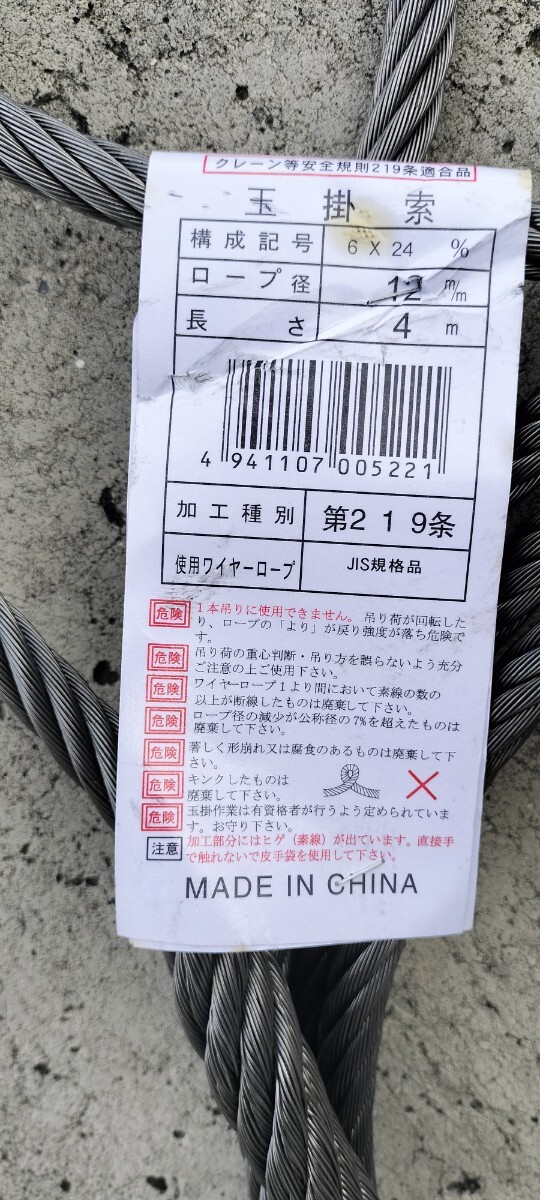 クレーン等安全規則219条適合品
玉掛索
構成記号 6X24 %
ロープ径 12 m/m
長さ 4 m
4 941107 005221
加工種別 第219条
使用ワイヤーロープ JIS規格品
危険 1本吊りに使用できません。吊り荷が回転した
り、ロープの「より」が戻り強度が落ち危険で
す。
危険 吊り荷の重心判断・吊り方を誤らないよう充分
ご注意の上ご使用下さい。
危険 ワイヤーロープ1より間において素線の数の
以上が断線したものは廃棄して下さい。
危険 ロープ径の減少が公称径の7%を超えたものは
廃棄して下さい。
危険 著しく形崩れ又は腐食のあるものは廃棄して下
さい。
危険 キンクしたものは
廃棄して下さい。
危険 玉掛作業は有資格者が行うよう定められていま
す。お守り下さい。
注意 加工部分にはヒゲ(素線)が出ています。直接手
で触れないで皮手袋を使用して下さい。
MADE IN CHINA